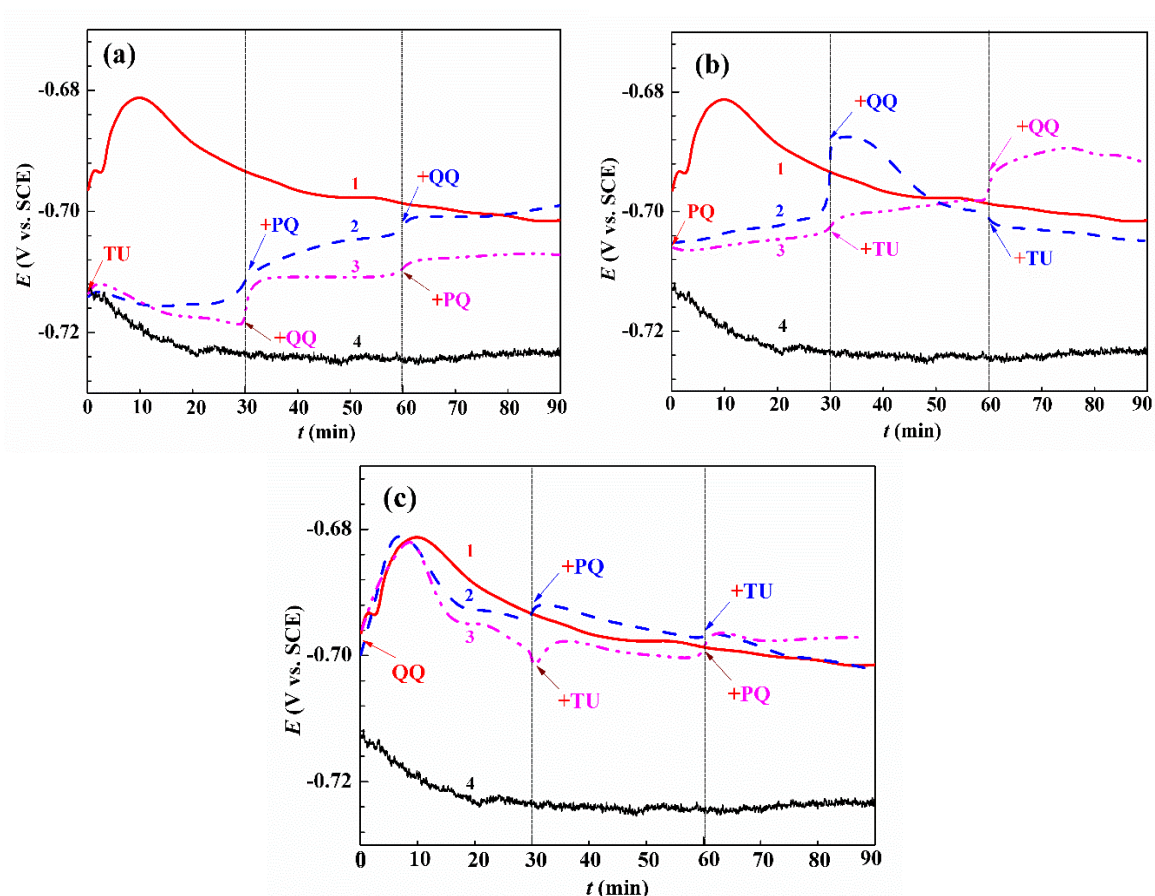 (a)
E (V vs. SCE)
-0.68
-0.70
-0.72
1
+QQ
+PQ
2
TU
3
+PQ
+QQ
4
0 10 20 30 40 50 60 70 80 90
t (min)
(b)
E (V vs. SCE)
-0.68
-0.70
-0.72
+QQ
+QQ
1
PQ
2
3
+TU
+TU
4
0 10 20 30 40 50 60 70 80 90
t (min)
(c)
E (V vs. SCE)
-0.68
-0.70
-0.72
1
+PQ
+TU
2
3
QQ
+TU
+PQ
4
0 10 20 30 40 50 60 70 80 90
t (min)